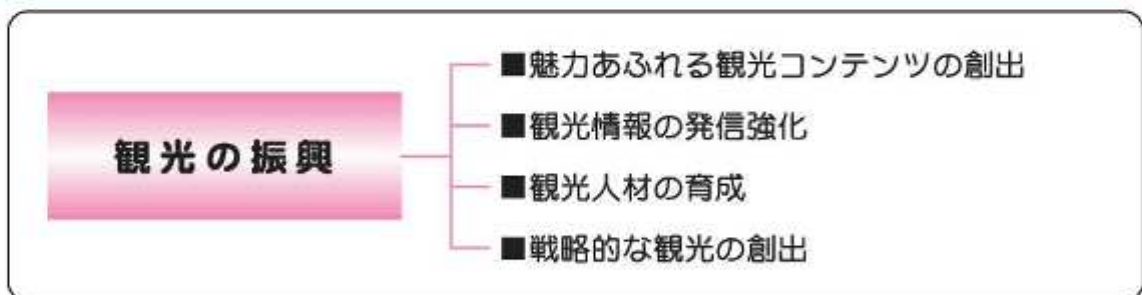 観光の振興
■魅力あふれる観光コンテンツの創出
■観光情報の発信強化
■観光人材の育成
■戦略的な観光の創出